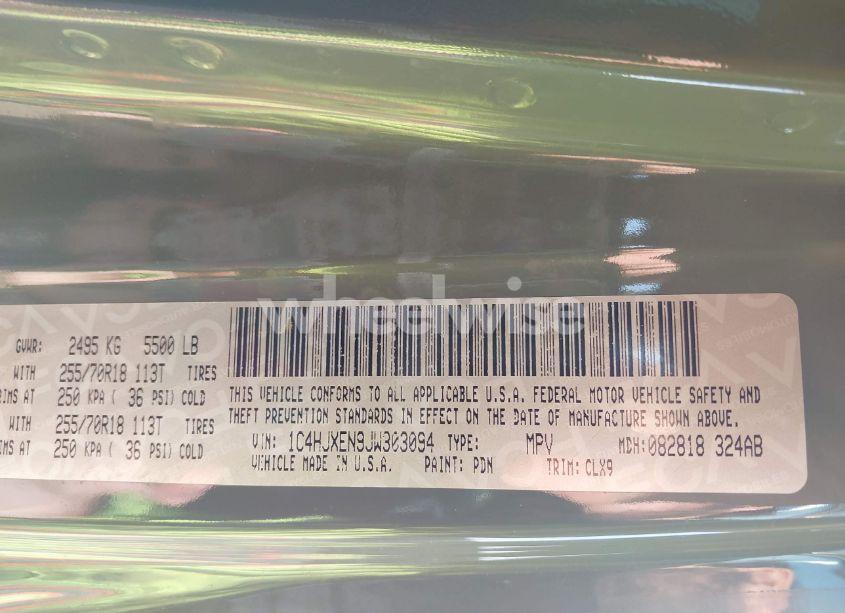 wheelwise
GVWR: 2495 KG 5500 LB
WITH 255/70R18 113T TIRES
RIMS AT 250 KPA ( 36 PSI) COLD
WITH 255/70R18 113T TIRES
RIMS AT 250 KPA ( 36 PSI) COLD
THIS VEHICLE CONFORMS TO ALL APPLICABLE U.S.A. FEDERAL MOTOR VEHICLE SAFETY AND
THEFT PREVENTION STANDARDS IN EFFECT ON THE DATE OF MANUFACTURE SHOWN ABOVE.
VIN: 1C4HJXEN9JW303094 TYPE: MPV MDH:082818 324AB
VEHICLE MADE IN U.S.A. PAINT: PDN TRIM: CLX9